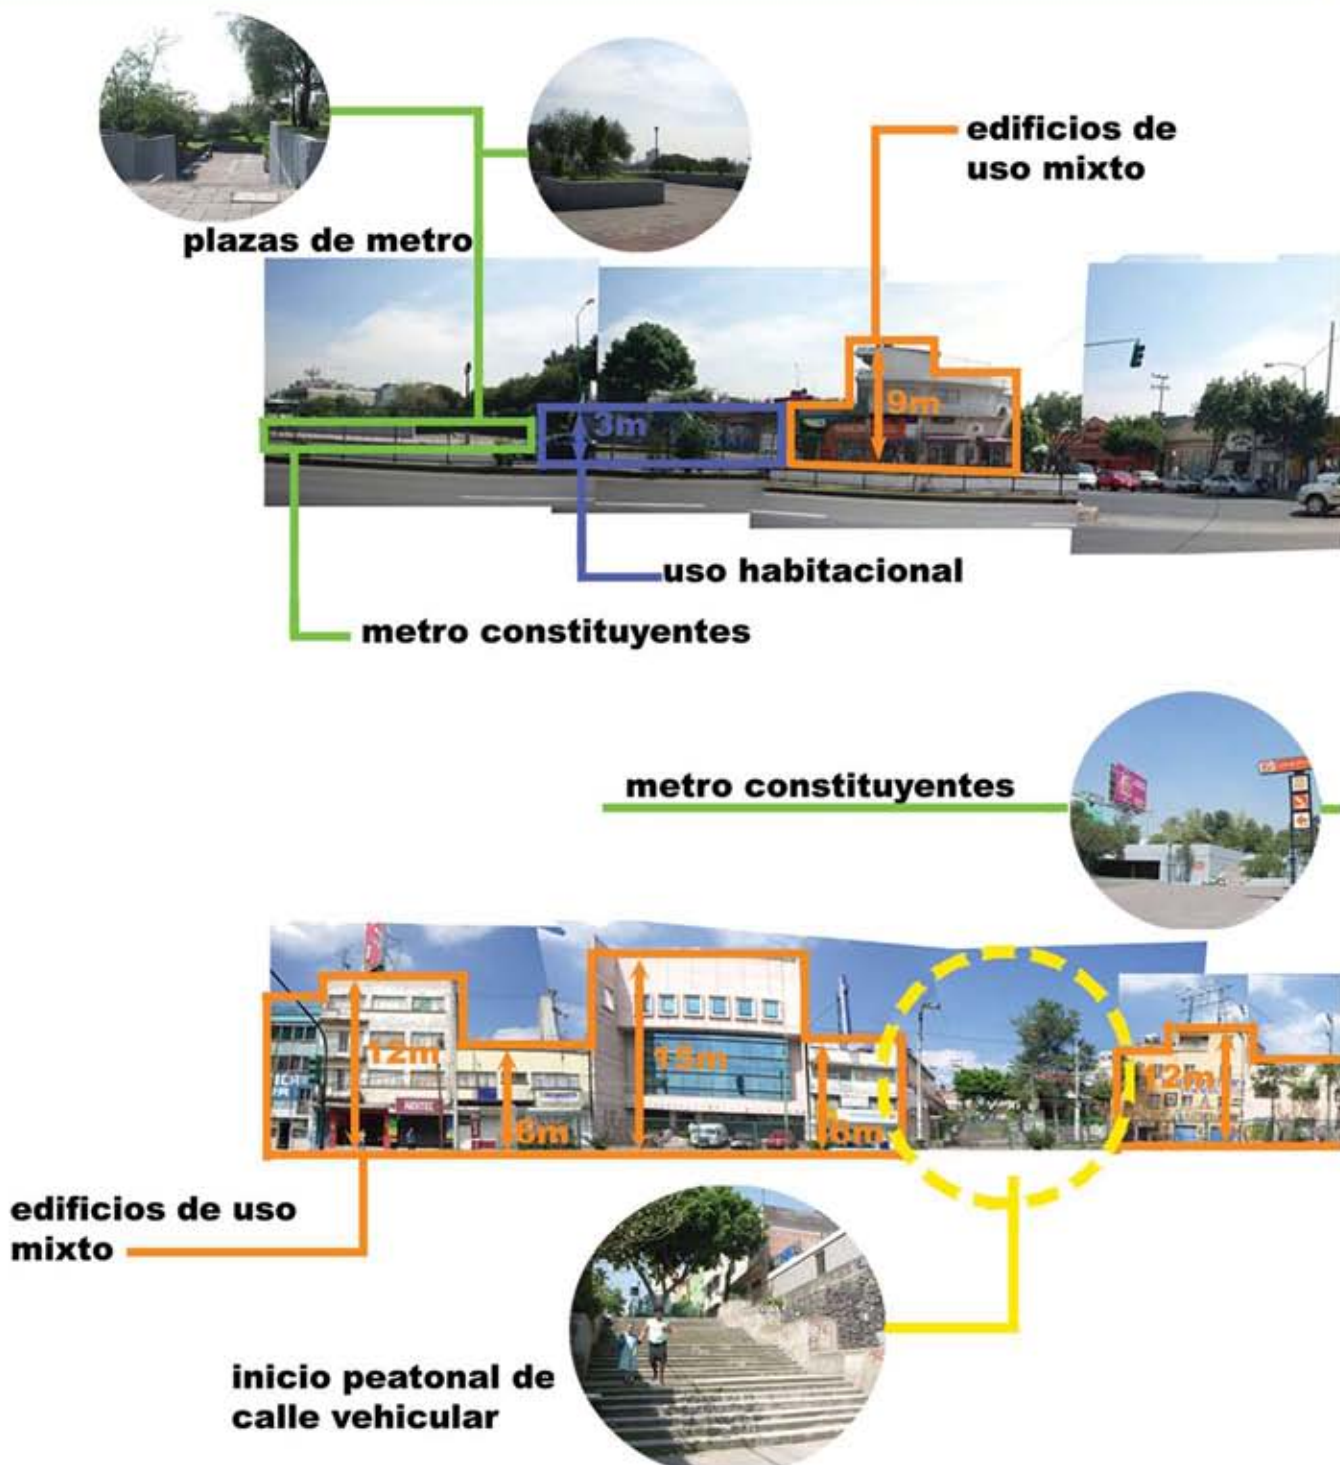 plazas de metro
edificios de
uso mixto
3m
9m
uso habitacional
metro constituyentes
metro constituyentes
12m
6m
15m
6m
12m
edificios de uso
mixto
inicio peatonal de
calle vehicular